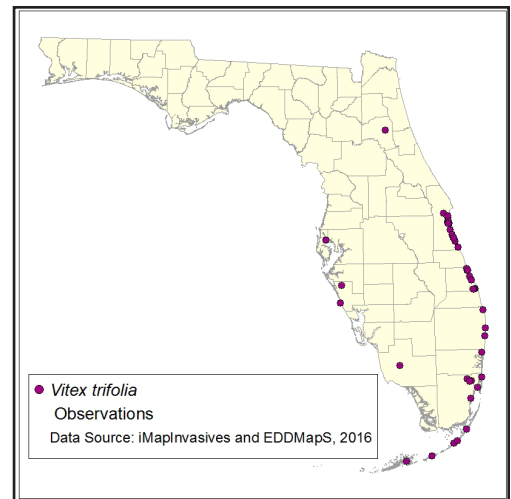 Vitex trifolia
Observations
Data Source: iMapInvasives and EDDMapS, 2016